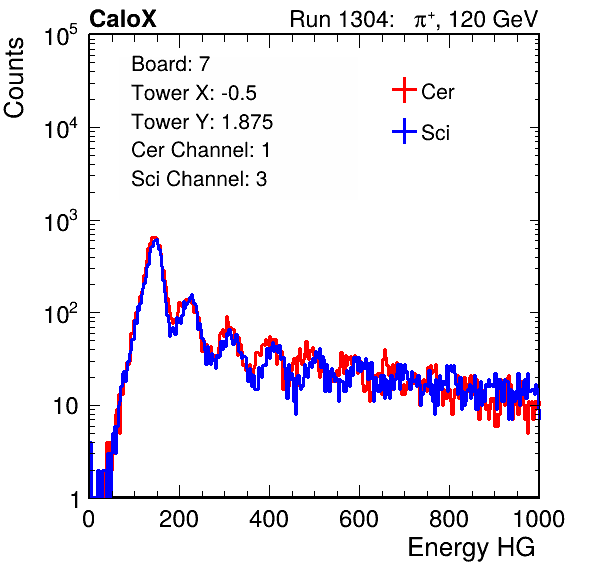 CaloX Run 1304: π⁺, 120 GeV
Counts
10⁵
10⁴
10³
10²
10
1
Board: 7
Tower X: -0.5
Tower Y: 1.875
Cer Channel: 1
Sci Channel: 3
Cer
Sci
0 200 400 600 800 1000
Energy HG